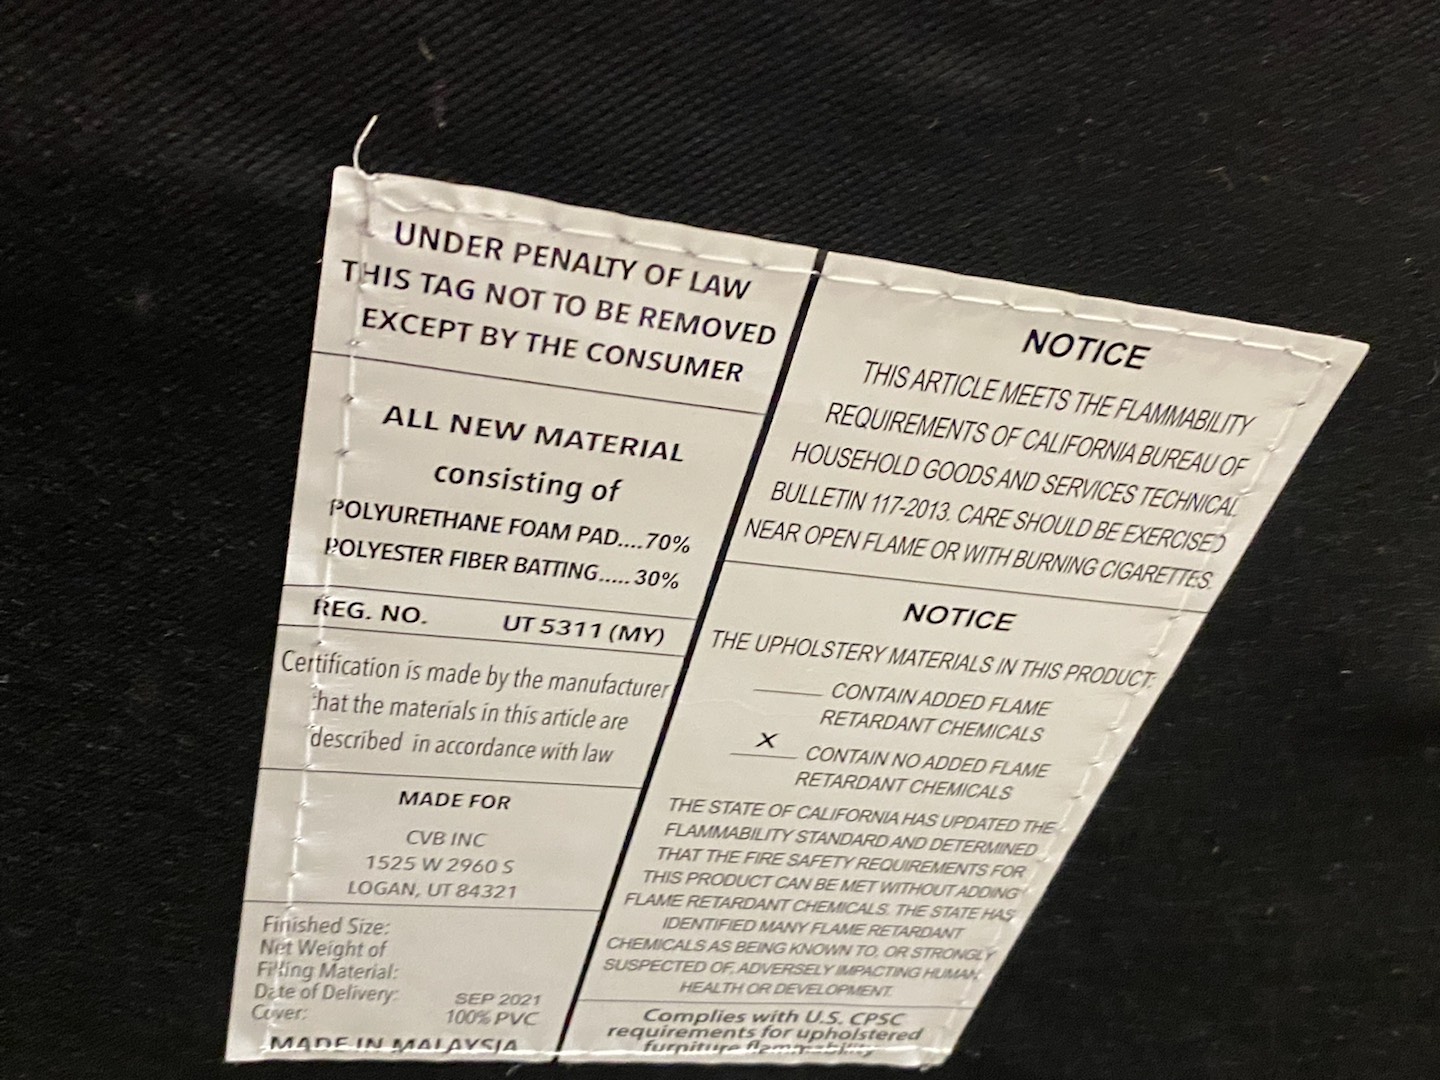 UNDER PENALTY OF LAW
THIS TAG NOT TO BE REMOVED
EXCEPT BY THE CONSUMER
ALL NEW MATERIAL
consisting of
POLYURETHANE FOAM PAD....70%
POLYESTER FIBER BATTING..... 30%
REG. NO. UT 5311 (MY)
Certification is made by the manufacturer
that the materials in this article are
described in accordance with law
MADE FOR
CVB INC
1525 W 2960 S
LOGAN, UT 84321
Finished Size:
Net Weight of
Filling Material:
Date of Delivery: SEP 2021
Cover: 100% PVC
MADE IN MALAYSIA
NOTICE
THIS ARTICLE MEETS THE FLAMMABILITY
REQUIREMENTS OF CALIFORNIA BUREAU OF
HOUSEHOLD GOODS AND SERVICES TECHNICAL
BULLETIN 117-2013. CARE SHOULD BE EXERCISED
NEAR OPEN FLAME OR WITH BURNING CIGARETTES.
NOTICE
THE UPHOLSTERY MATERIALS IN THIS PRODUCT:
______ CONTAIN ADDED FLAME
RETARDANT CHEMICALS
X CONTAIN NO ADDED FLAME
RETARDANT CHEMICALS
THE STATE OF CALIFORNIA HAS UPDATED THE
FLAMMABILITY STANDARD AND DETERMINED
THAT THE FIRE SAFETY REQUIREMENTS FOR
THIS PRODUCT CAN BE MET WITHOUT ADDING
FLAME RETARDANT CHEMICALS. THE STATE HAS
IDENTIFIED MANY FLAME RETARDANT
CHEMICALS AS BEING KNOWN TO, OR STRONGLY
SUSPECTED OF, ADVERSELY IMPACTING HUMAN
HEALTH OR DEVELOPMENT.
Complies with U.S. CPSC
requirements for upholstered
furniture flammability